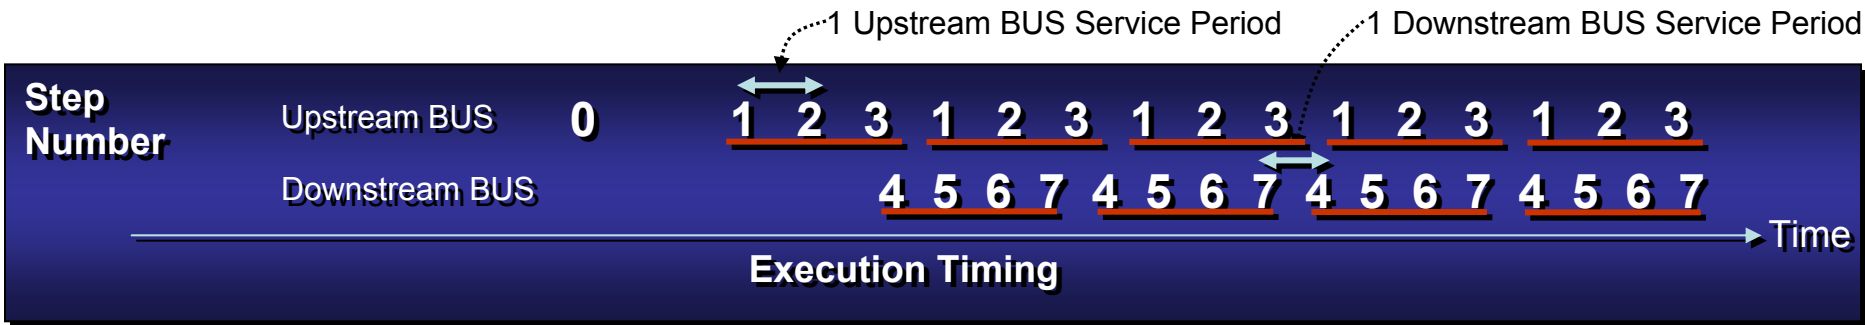 1 Upstream BUS Service Period 1 Downstream BUS Service Period
Step
Number
Upstream BUS 0 1 2 3 1 2 3 1 2 3 1 2 3 1 2 3
Downstream BUS 4 5 6 7 4 5 6 7 4 5 6 7 4 5 6 7
Time
Execution Timing